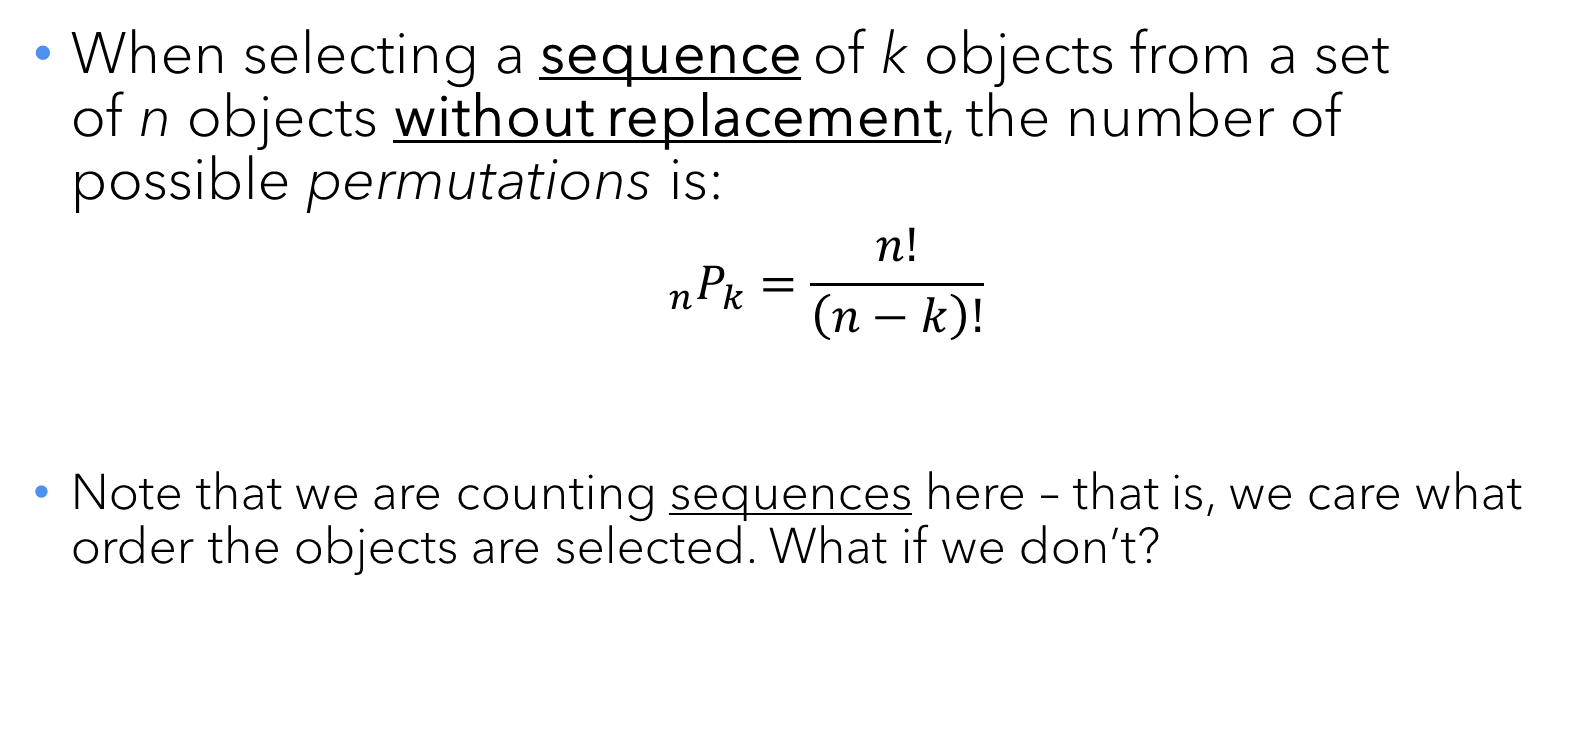 • When selecting a sequence of k objects from a set
of n objects without replacement, the number of
possible permutations is:
ₙPₖ = n! / (n − k)!
• Note that we are counting sequences here – that is, we care what
order the objects are selected. What if we don’t?